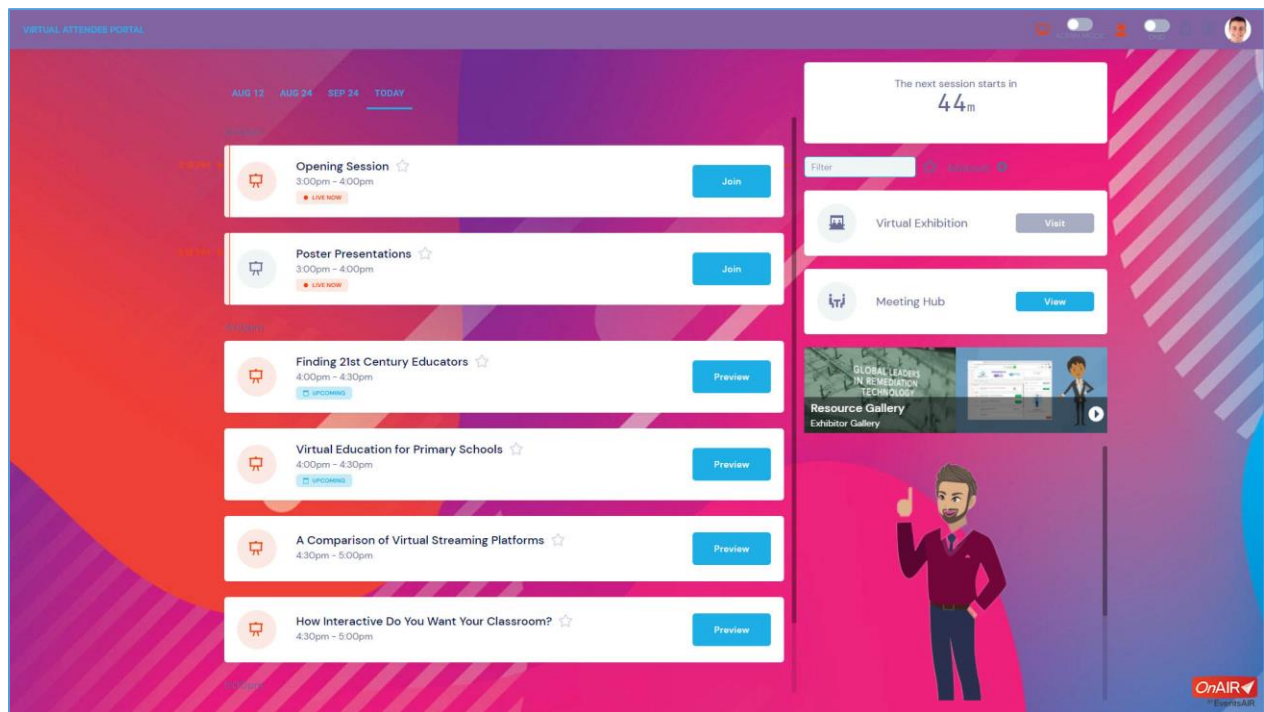 VIRTUAL ATTENDEE PORTAL
AUG 12 AUG 24 SEP 24 TODAY
Opening Session
3:00pm - 4:00pm
LIVE NOW
Join
Poster Presentations
3:00pm - 4:00pm
LIVE NOW
Join
Finding 21st Century Educators
4:00pm - 4:30pm
UPCOMING
Preview
Virtual Education for Primary Schools
4:00pm - 4:30pm
UPCOMING
Preview
A Comparison of Virtual Streaming Platforms
4:30pm - 5:00pm
Preview
How Interactive Do You Want Your Classroom?
4:30pm - 5:00pm
Preview
The next session starts in
44m
Filter
Virtual Exhibition
Visit
Meeting Hub
View
GLOBAL LEADERS
IN REMEDIATION
TECHNOLOGY
Resource Gallery
Exhibitor Gallery
OnAIR
EventsAIR